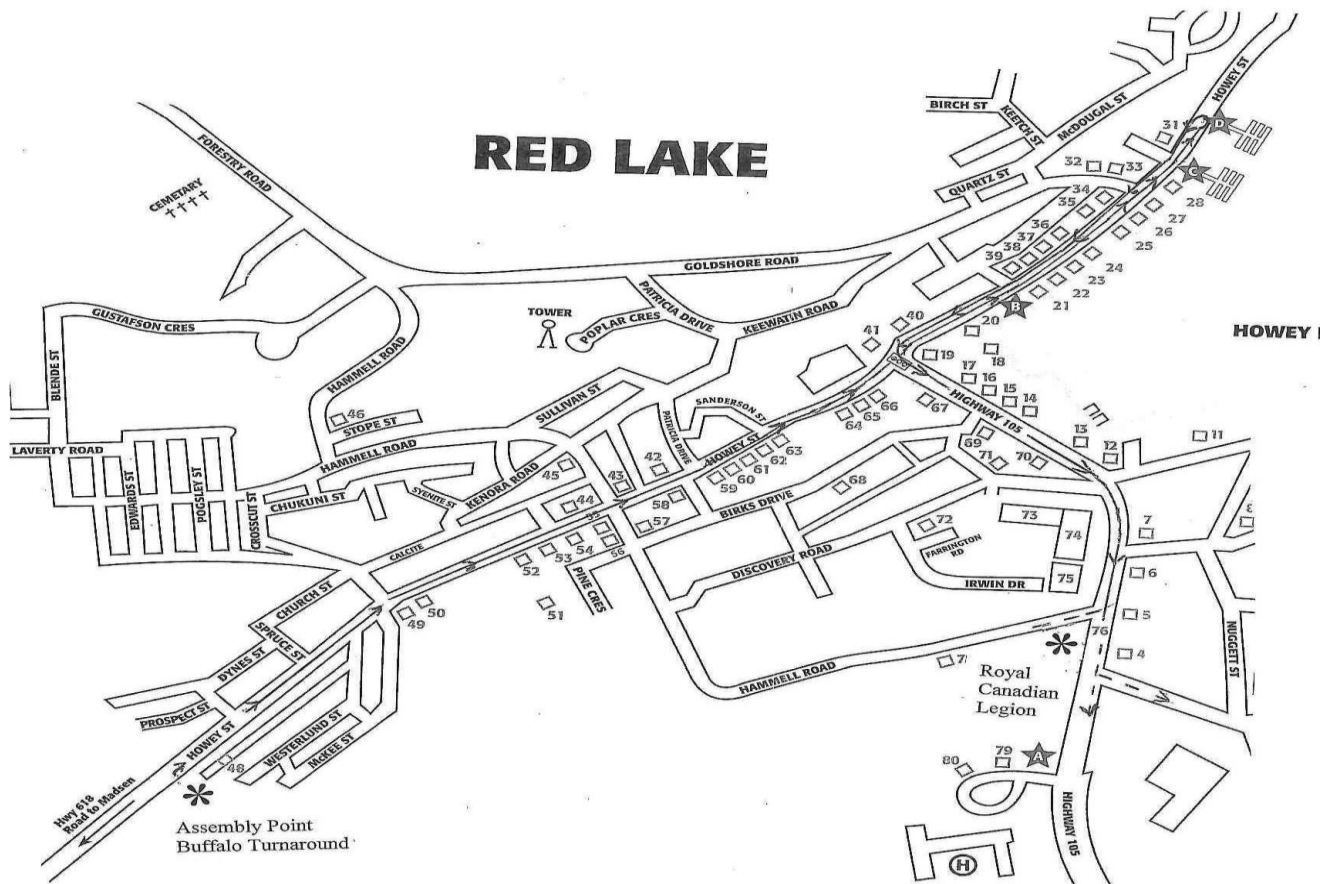 RED LAKE
BIRCH ST
KEETCH ST
McDOUGAL ST
HOWEY ST
D
31
C
32
33
QUARTZ ST
34
35
36
37
38
39
28
27
26
25
24
23
22
21
B
20
FORESTRY ROAD
CEMETARY
GOLDSHORE ROAD
PATRICIA DRIVE
KEEWATIN ROAD
TOWER
POPLAR CRES
GUSTAFSON CRES
BLENDE ST
HAMMELL ROAD
40
41
19
18
17
16
15
14
13
12
11
46
STOPE ST
SULLIVAN ST
SANDERSON ST
PATRICIA DRIVE
HOWEY ST
64
65
66
67
HIGHWAY 105
69
70
71
LAVERTY ROAD
HAMMELL ROAD
EDWARDS ST
POGSLEY ST
CROSSCUT ST
CHUKUNI ST
SYENITE ST
KENORA ROAD
45
42
43
44
63
62
61
60
59
58
57
BIRKS DRIVE
68
CALCITE
55
54
53
52
56
PINE CRES
51
DISCOVERY ROAD
72
FARRINGTON
RD
73
74
75
IRWIN DR
7
6
5
4
76
NUGGETT ST
CHURCH ST
SPRUCE ST
DYNES ST
PROSPECT ST
50
49
HOWEY ST
WESTERLUND ST
McKEE ST
48
Hwy 618
Road to Madsen
Assembly Point
Buffalo Turnaround
HAMMELL ROAD
Royal
Canadian
Legion
80
79
A
HIGHWAY 105
H